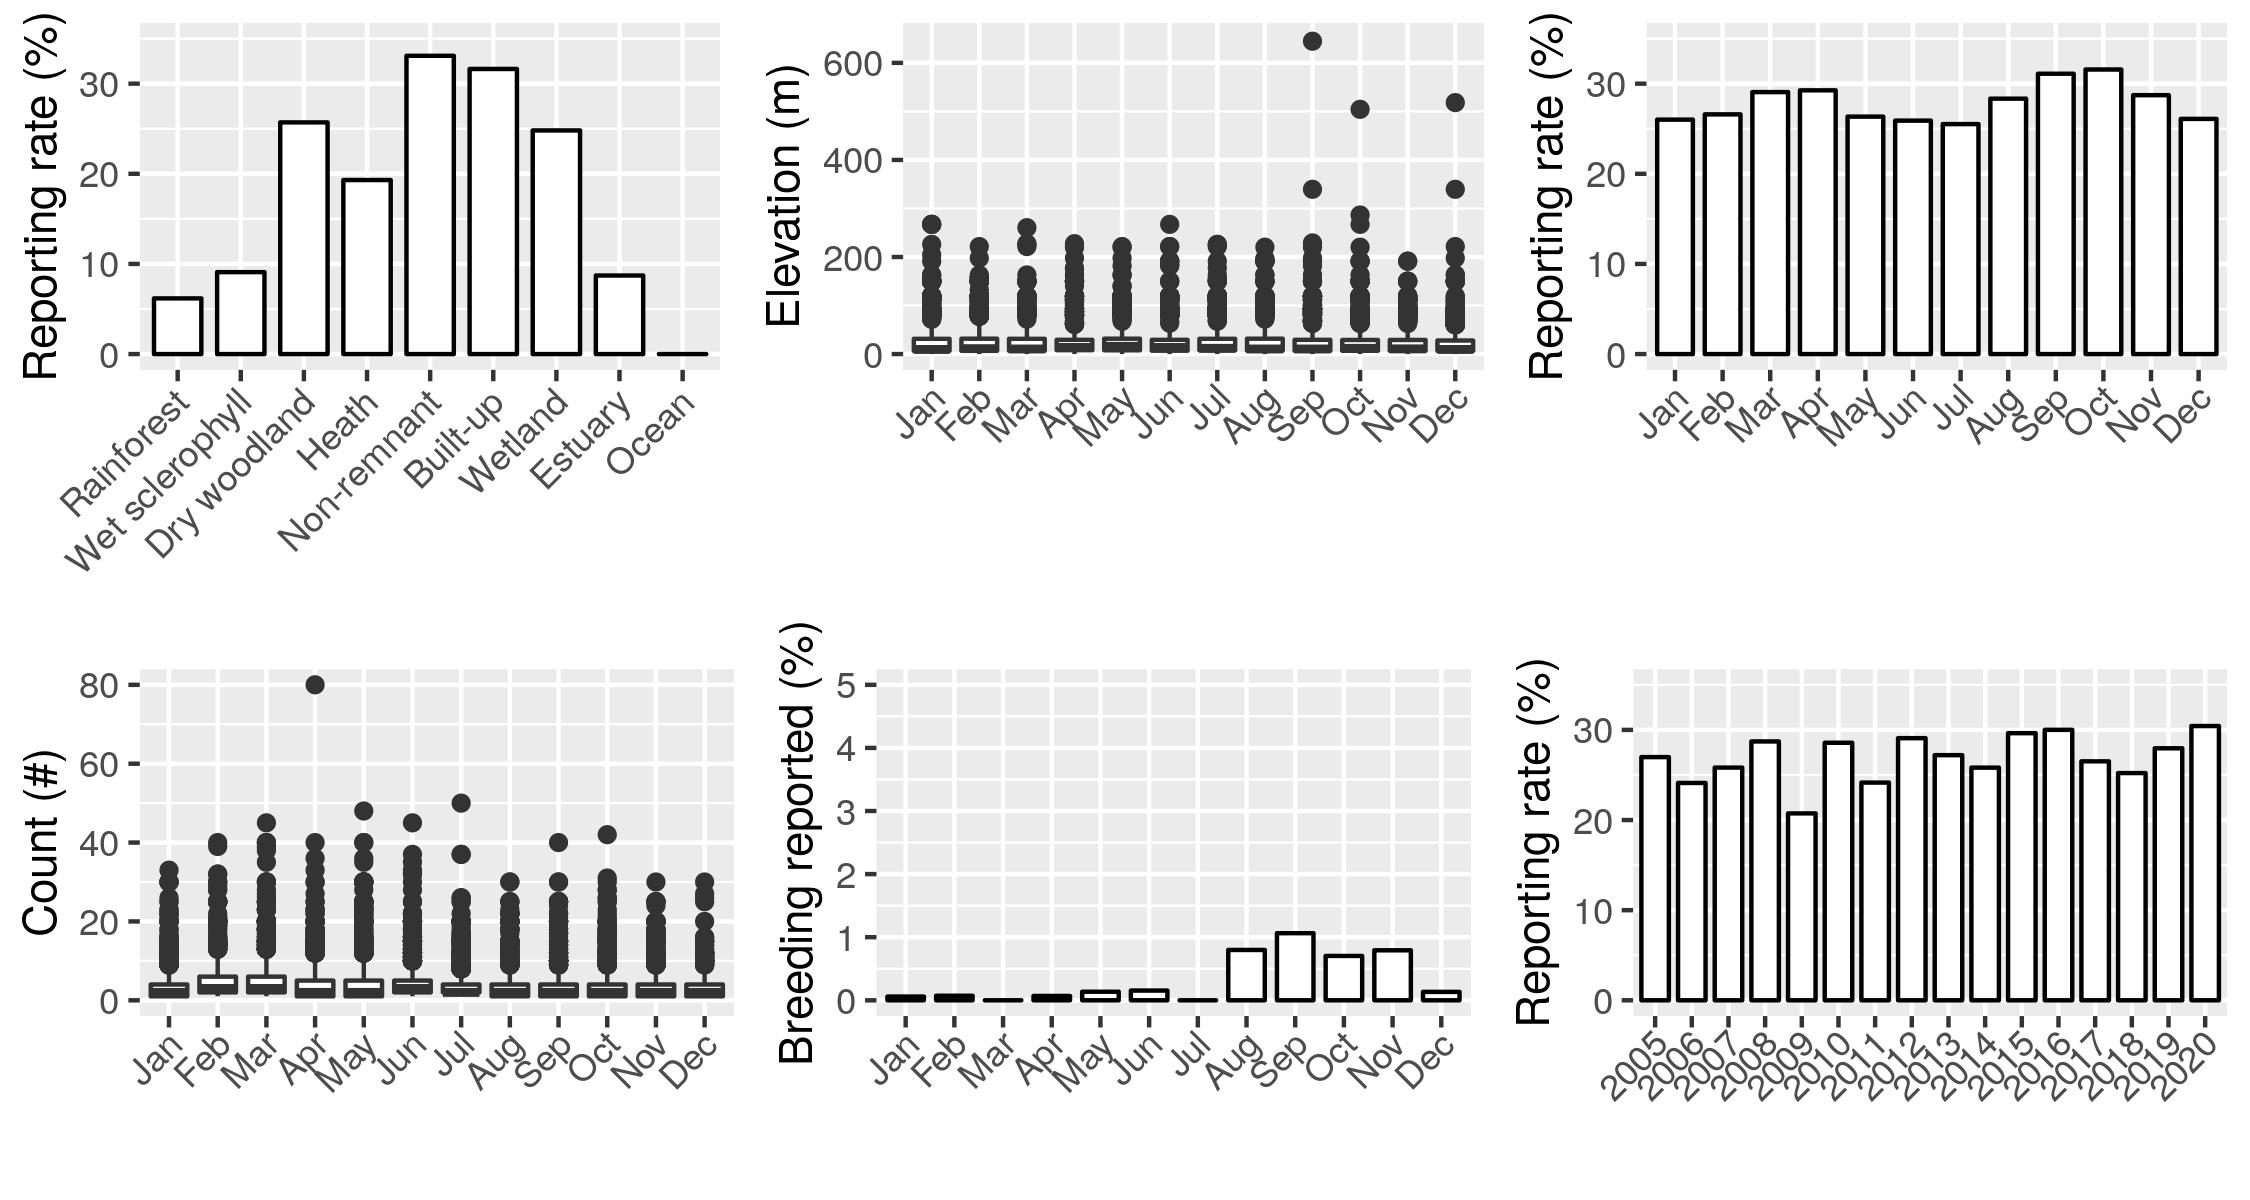 Reporting rate (%)
30
20
10
0
Rainforest
Wet sclerophyll
Dry woodland
Heath
Non-remnant
Built-up
Wetland
Estuary
Ocean
Elevation (m)
600
400
200
0
Jan
Feb
Mar
Apr
May
Jun
Jul
Aug
Sep
Oct
Nov
Dec
Reporting rate (%)
30
20
10
0
Jan
Feb
Mar
Apr
May
Jun
Jul
Aug
Sep
Oct
Nov
Dec
Count (#)
80
60
40
20
0
Jan
Feb
Mar
Apr
May
Jun
Jul
Aug
Sep
Oct
Nov
Dec
Breeding reported (%)
5
4
3
2
1
0
Jan
Feb
Mar
Apr
May
Jun
Jul
Aug
Sep
Oct
Nov
Dec
Reporting rate (%)
30
20
10
0
2005
2006
2007
2008
2009
2010
2011
2012
2013
2014
2015
2016
2017
2018
2019
2020